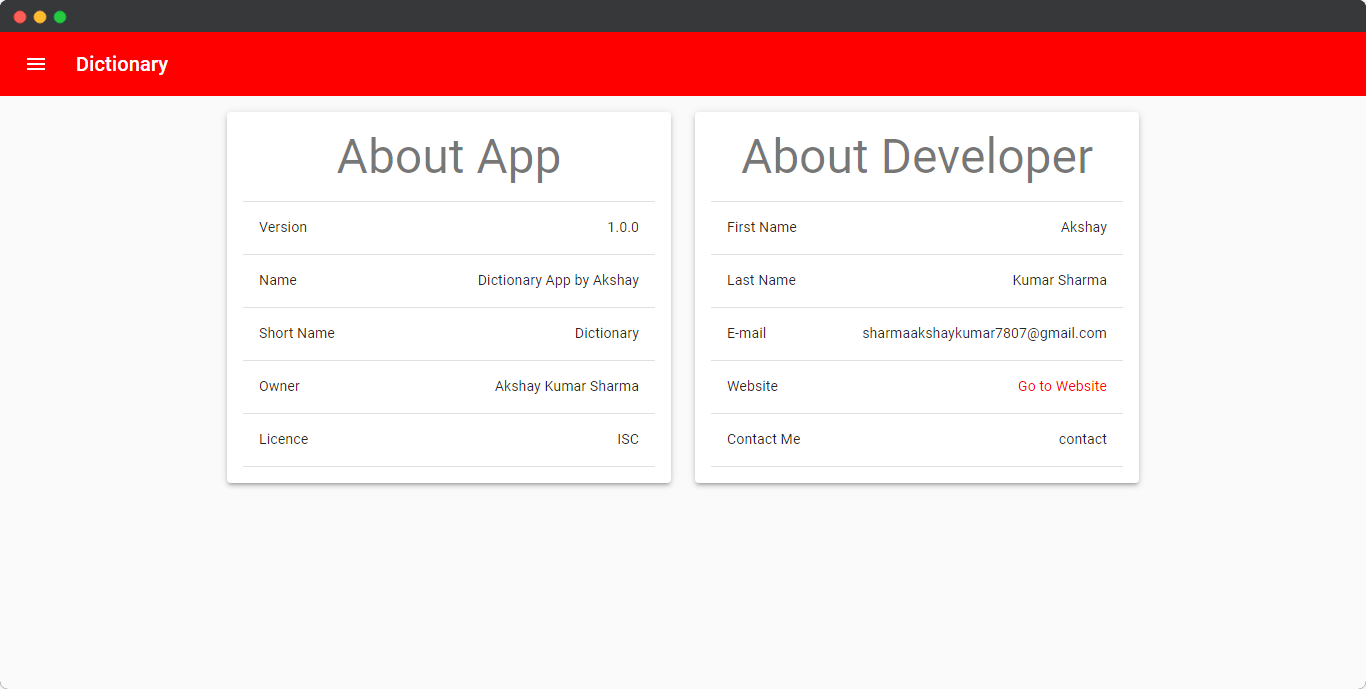 Dictionary
About App
Version 1.0.0
Name Dictionary App by Akshay
Short Name Dictionary
Owner Akshay Kumar Sharma
Licence ISC
About Developer
First Name Akshay
Last Name Kumar Sharma
E-mail sharmaakshaykumar7807@gmail.com
Website Go to Website
Contact Me contact